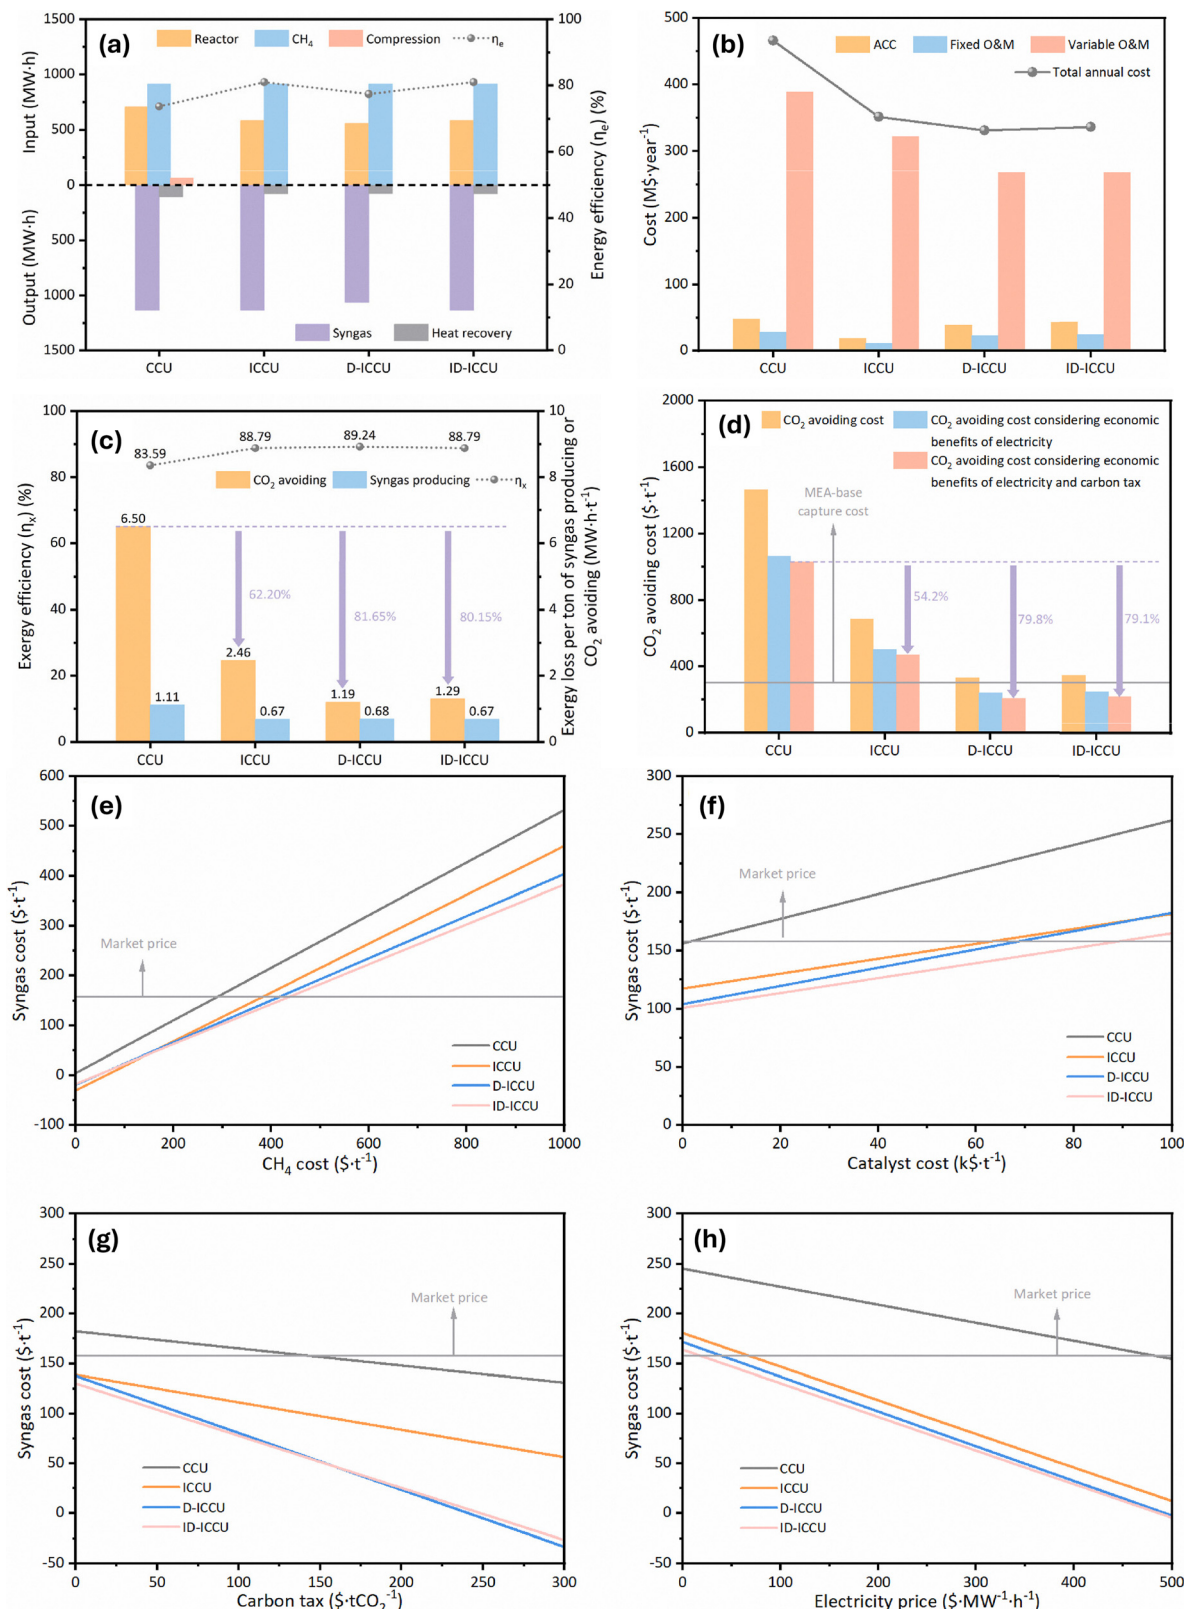 (a)
Reactor CH₄ Compression ηₑ
1500
1000
500
0
500
1000
1500
Input (MW·h)
Output (MW·h)
100
80
60
40
20
0
Energy efficiency (ηₑ) (%)
Syngas Heat recovery
CCU ICCU D-ICCU ID-ICCU
(b)
ACC Fixed O&M Variable O&M
Total annual cost
500
400
300
200
100
0
Cost (M$·year⁻¹)
CCU ICCU D-ICCU ID-ICCU
(c)
83.59 88.79 89.24 88.79
CO₂ avoiding Syngas producing ηₓ
100
80
60
40
20
0
Exergy efficiency (ηₓ) (%)
6.50
1.11
62.20%
2.46
0.67
81.65%
1.19
0.68
80.15%
1.29
0.67
10
8
6
4
2
0
Exergy loss per ton of syngas producing or
CO₂ avoiding (MW·h·t⁻¹)
CCU ICCU D-ICCU ID-ICCU
(d)
CO₂ avoiding cost
CO₂ avoiding cost considering economic
benefits of electricity
CO₂ avoiding cost considering economic
benefits of electricity and carbon tax
MEA-base
capture cost
54.2%
79.8%
79.1%
2000
1600
1200
800
400
0
CO₂ avoiding cost ($·t⁻¹)
CCU ICCU D-ICCU ID-ICCU
(e)
600
500
400
300
200
100
0
-100
Syngas cost ($·t⁻¹)
Market price
CCU
ICCU
D-ICCU
ID-ICCU
0 200 400 600 800 1000
CH₄ cost ($·t⁻¹)
(f)
300
250
200
150
100
50
0
Syngas cost ($·t⁻¹)
Market price
CCU
ICCU
D-ICCU
ID-ICCU
0 20 40 60 80 100
Catalyst cost (k$·t⁻¹)
(g)
300
250
200
150
100
50
0
-50
Syngas cost ($·t⁻¹)
Market price
CCU
ICCU
D-ICCU
ID-ICCU
0 50 100 150 200 250 300
Carbon tax ($·tCO₂⁻¹)
(h)
300
250
200
150
100
50
0
-50
Syngas cost ($·t⁻¹)
Market price
CCU
ICCU
D-ICCU
ID-ICCU
0 100 200 300 400 500
Electricity price ($·MW⁻¹·h⁻¹)